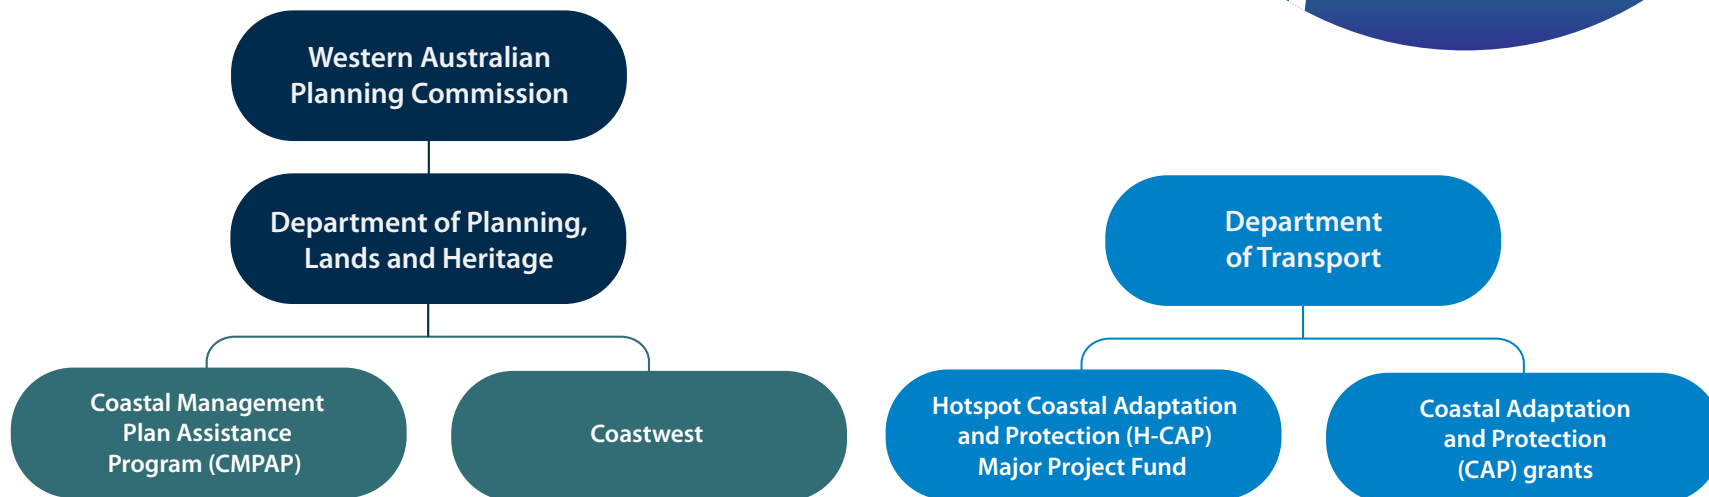 Western Australian
Planning Commission
Department of Planning,
Lands and Heritage
Department
of Transport
Coastal Management
Plan Assistance
Program (CMPAP)
Coastwest
Hotspot Coastal Adaptation
and Protection (H-CAP)
Major Project Fund
Coastal Adaptation
and Protection
(CAP) grants